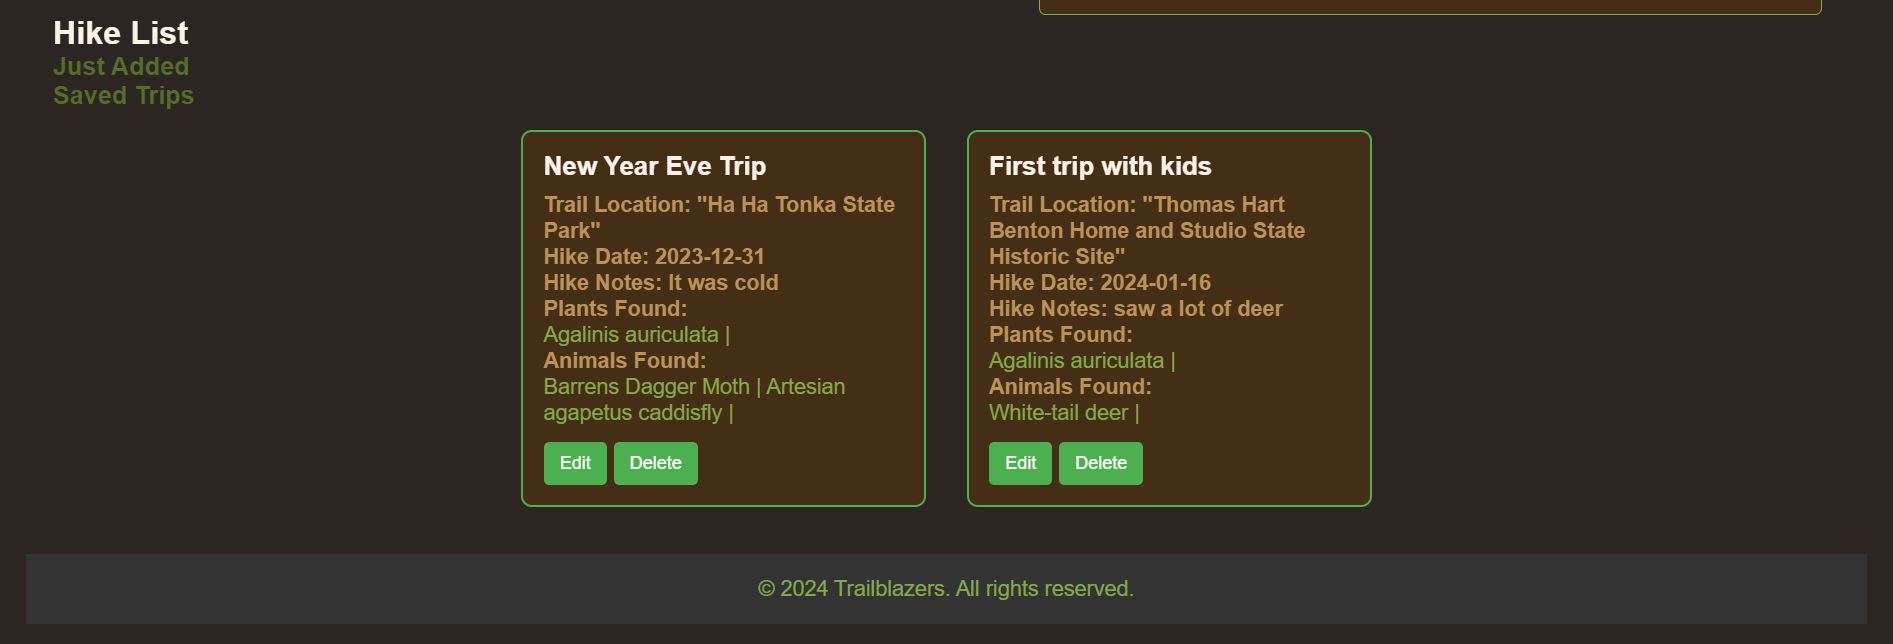 Hike List
Just Added
Saved Trips
New Year Eve Trip
Trail Location: "Ha Ha Tonka State
Park"
Hike Date: 2023-12-31
Hike Notes: It was cold
Plants Found:
Agalinis auriculata |
Animals Found:
Barrens Dagger Moth | Artesian
agapetus caddisfly |
Edit Delete
First trip with kids
Trail Location: "Thomas Hart
Benton Home and Studio State
Historic Site"
Hike Date: 2024-01-16
Hike Notes: saw a lot of deer
Plants Found:
Agalinis auriculata |
Animals Found:
White-tail deer |
Edit Delete
© 2024 Trailblazers. All rights reserved.